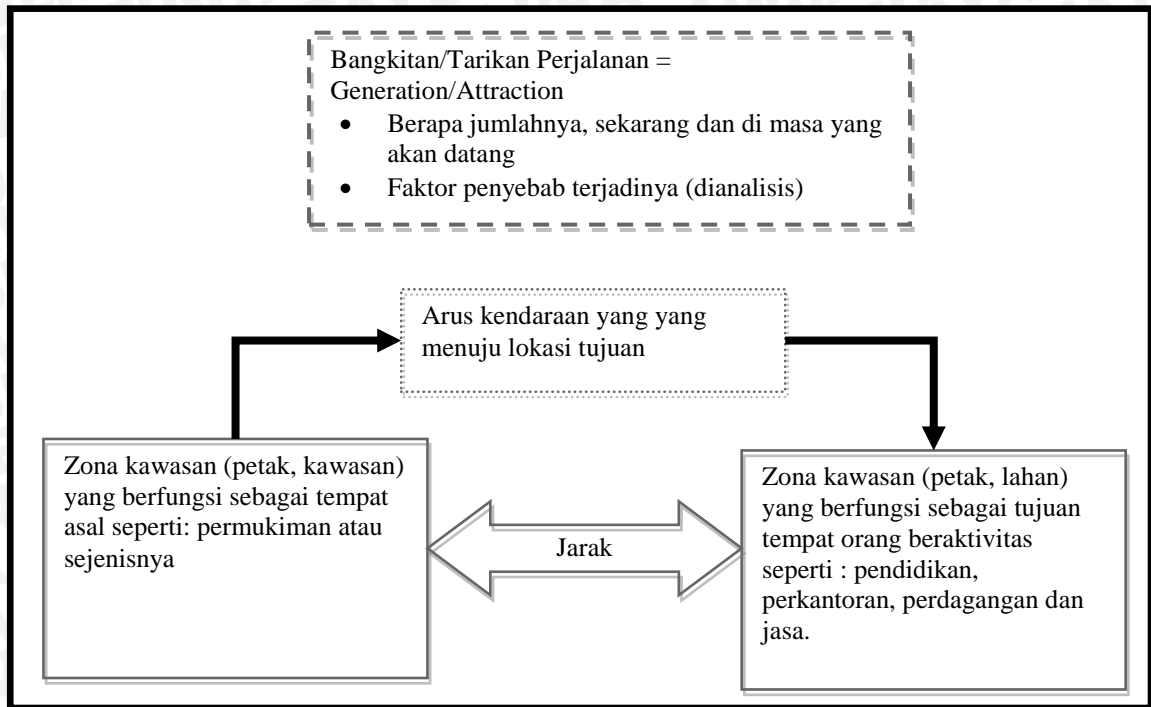 Bangkitan/Tarikan Perjalanan =
Generation/Attraction
• Berapa jumlahnya, sekarang dan di masa yang
akan datang
• Faktor penyebab terjadinya (dianalisis)
Arus kendaraan yang yang
menuju lokasi tujuan
Zona kawasan (petak, kawasan)
yang berfungsi sebagai tempat
asal seperti: permukiman atau
sejenisnya
Jarak
Zona kawasan (petak, lahan)
yang berfungsi sebagai tujuan
tempat orang beraktivitas
seperti : pendidikan,
perkantoran, perdagangan dan
jasa.